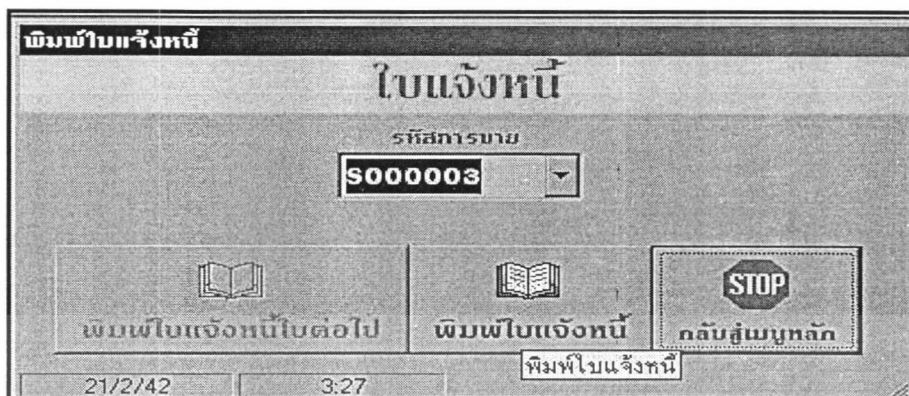 พิมพ์ใบแจ้งหนี้
ใบแจ้งหนี้
รหัสการขาย
S000003
พิมพ์ใบแจ้งหนี้ใบต่อไป
พิมพ์ใบแจ้งหนี้
STOP
กลับสู่เมนูหลัก
พิมพ์ใบแจ้งหนี้
21/2/42
3:27